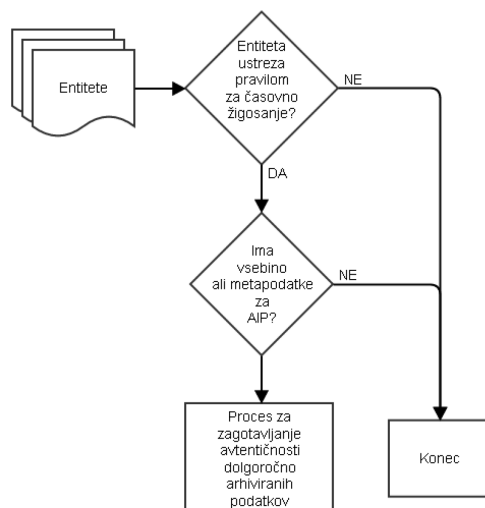 Entitete
Entiteta
ustreza
pravilom
za časovno
žigosanje?
NE
DA
Ima
vsebino
ali metapodatke
za
AIP?
NE
Proces za
zagotavljanje
avtentičnosti
dolgoročno
arhiviranih
podatkov
Konec